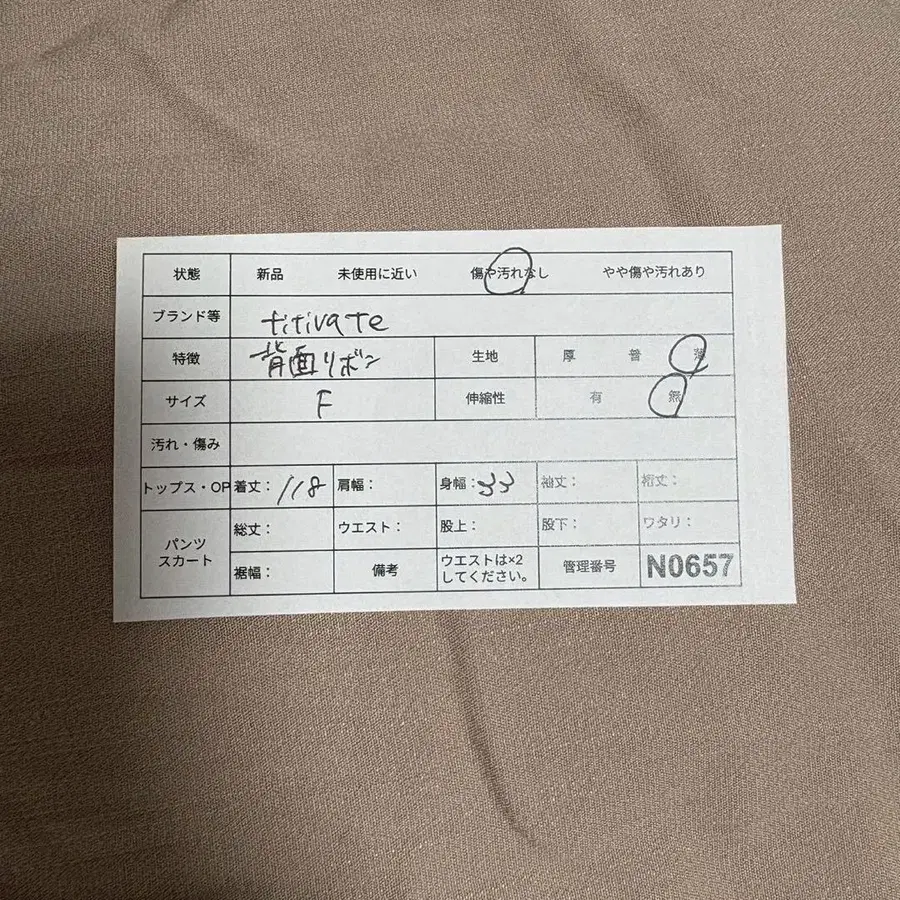 状態 新品 未使用に近い 傷や汚れなし やや傷や汚れあり
ブランド等 titivate
特徴 背面リボン 生地 厚 普 薄
サイズ F 伸縮性 有 無
汚れ・傷み
トップス・OP 着丈：118 肩幅： 身幅： 袖丈： 裄丈：
パンツ スカート 総丈： ウエスト： 股上： 股下： ワタリ：
裾幅： 備考 ウエストは×2 してください。 管理番号 N0657